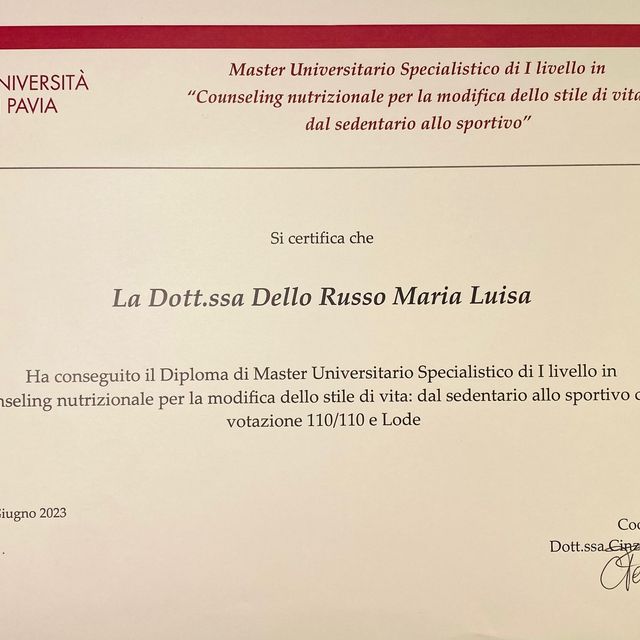 NIVERSITÀ
PAVIA
Master Universitario Specialistico di I livello in
“Counseling nutrizionale per la modifica dello stile di vita
dal sedentario allo sportivo”
Si certifica che
La Dott.ssa Dello Russo Maria Luisa
Ha conseguito il Diploma di Master Universitario Specialistico di I livello in
nseling nutrizionale per la modifica dello stile di vita: dal sedentario allo sportivo c
votazione 110/110 e Lode
Giugno 2023
Coo
Dott.ssa Cinz